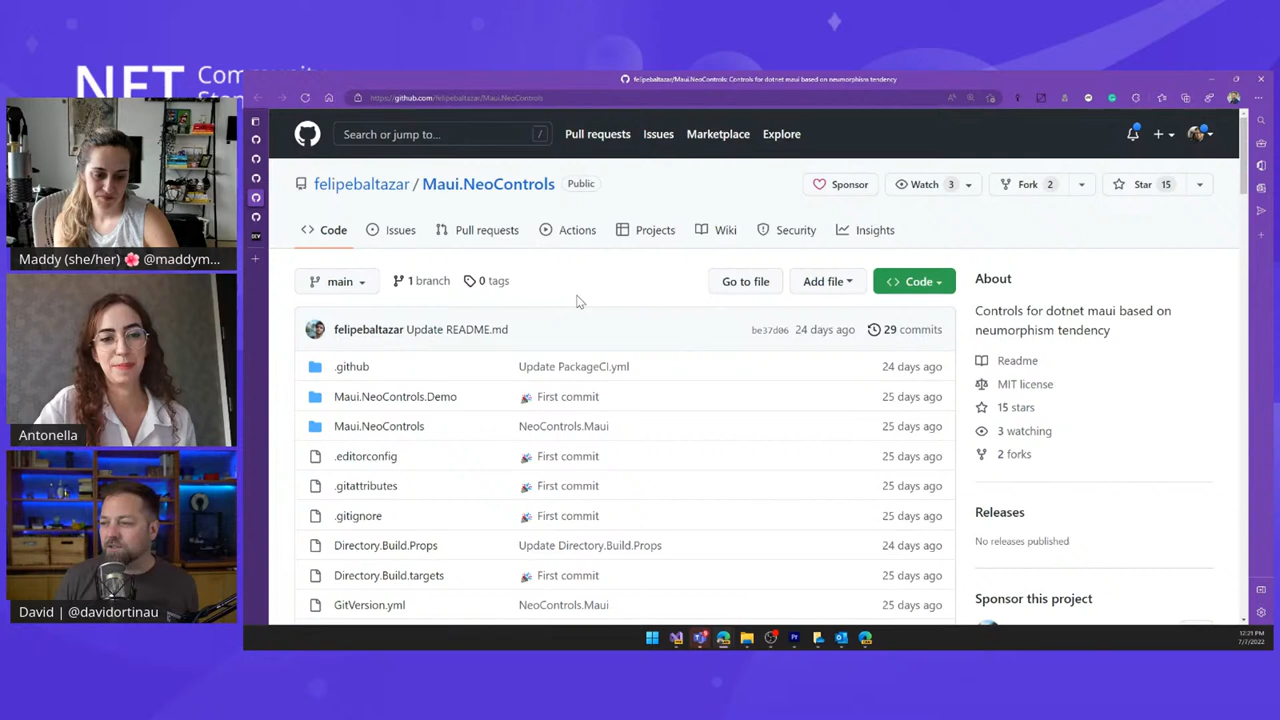 NET Community
felipebaltazar/Maui.NeoControls: Controls for dotnet maui based on neumorphism tendency
https://github.com/felipebaltazar/Maui.NeoControls
Search or jump to... /
Pull requests
Issues
Marketplace
Explore
felipebaltazar / Maui.NeoControls
Public
Sponsor
Watch 3
Fork 2
Star 15
Code
Issues
Pull requests
Actions
Projects
Wiki
Security
Insights
main
1 branch
0 tags
Go to file
Add file
Code
felipebaltazar Update README.md
be37d06 24 days ago
29 commits
.github Update PackageCI.yml 24 days ago
Maui.NeoControls.Demo First commit 25 days ago
Maui.NeoControls NeoControls.Maui 25 days ago
.editorconfig First commit 25 days ago
.gitattributes First commit 25 days ago
.gitignore First commit 25 days ago
Directory.Build.Props Update Directory.Build.Props 24 days ago
Directory.Build.targets First commit 25 days ago
GitVersion.yml NeoControls.Maui 25 days ago
About
Controls for dotnet maui based on
neumorphism tendency
Readme
MIT license
15 stars
3 watching
2 forks
Releases
No releases published
Sponsor this project
Maddy (she/her) 🌺 @maddym...
Antonella
David | @davidortinau
12:21 PM
7/7/2022